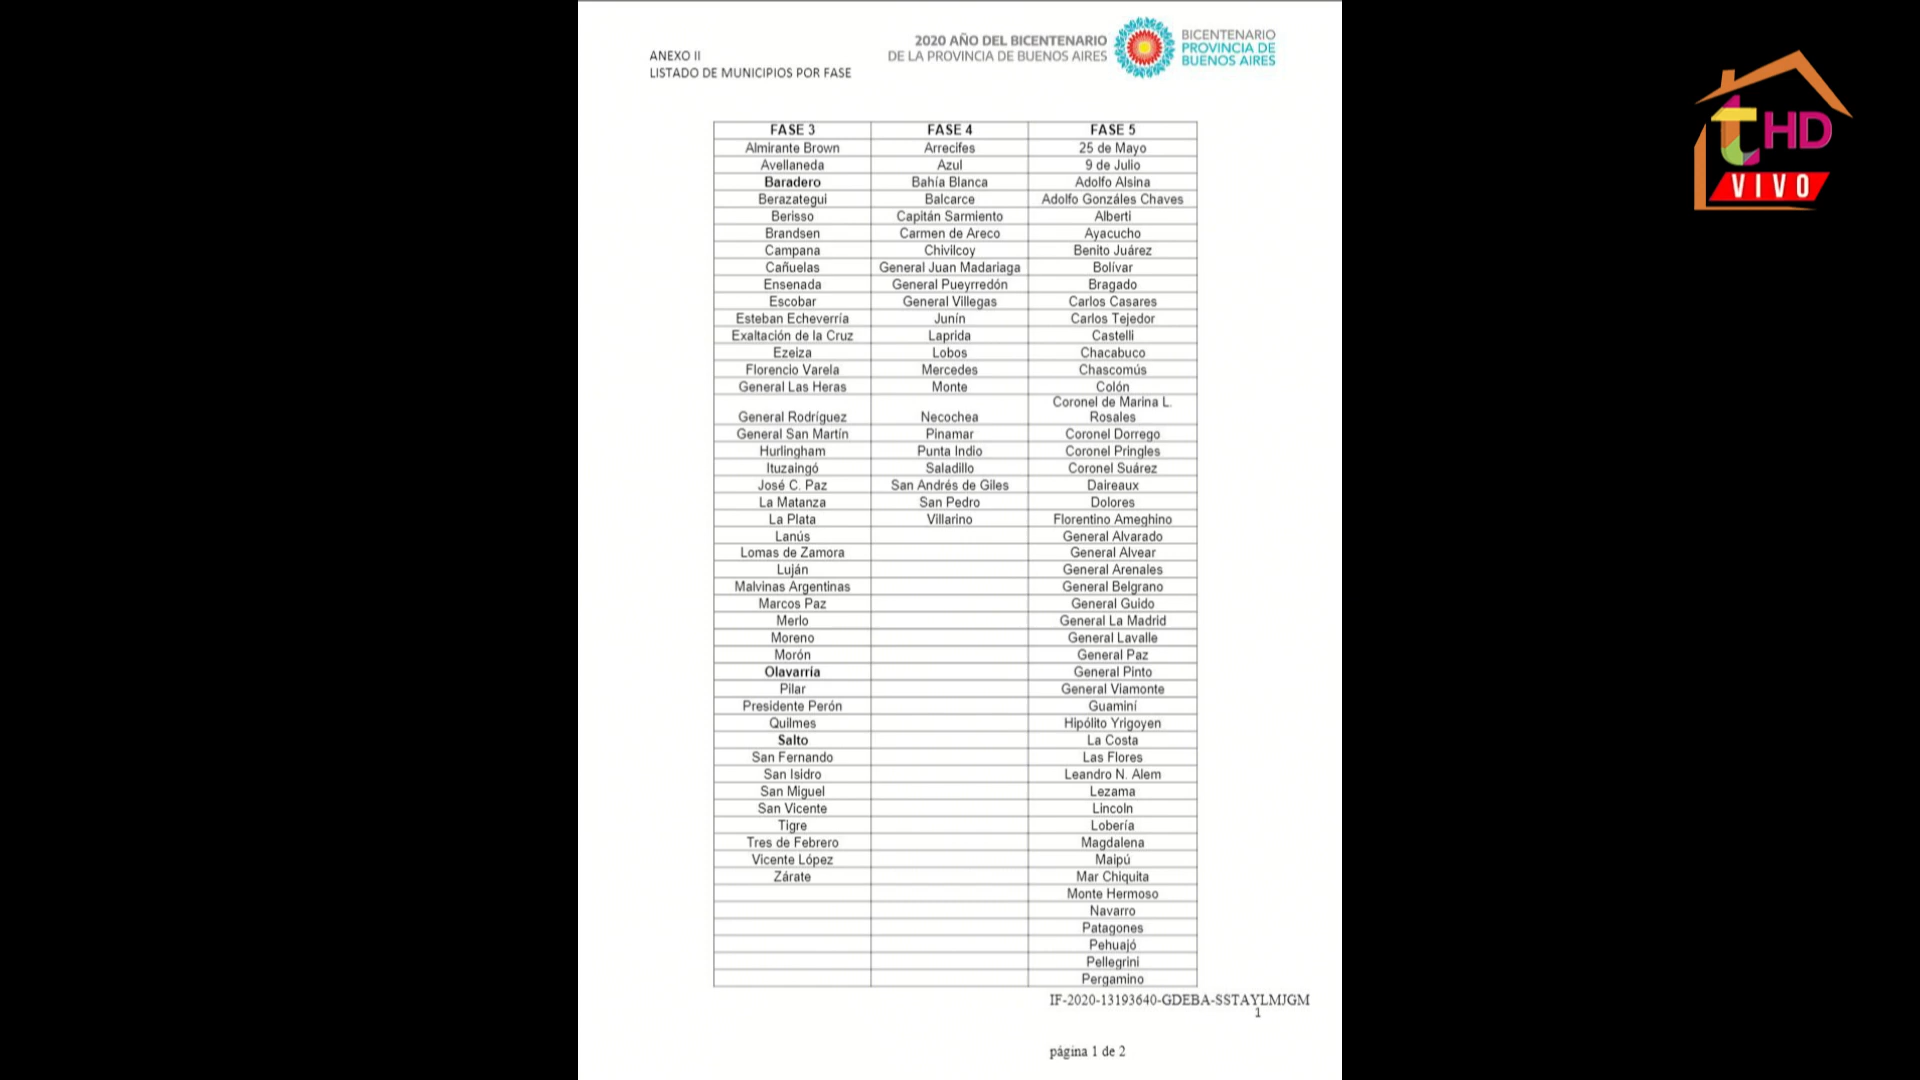 ANEXO II
LISTADO DE MUNICIPIOS POR FASE
2020 AÑO DEL BICENTENARIO
DE LA PROVINCIA DE BUENOS AIRES
BICENTENARIO
PROVINCIA DE
BUENOS AIRES
t HD
VIVO
FASE 3 FASE 4 FASE 5
Almirante Brown Arrecifes 25 de Mayo
Avellaneda Azul 9 de Julio
Baradero Bahía Blanca Adolfo Alsina
Berazategui Balcarce Adolfo Gonzáles Chaves
Berisso Capitán Sarmiento Alberti
Brandsen Carmen de Areco Ayacucho
Campana Chivilcoy Benito Juárez
Cañuelas General Juan Madariaga Bolívar
Ensenada General Pueyrredón Bragado
Escobar General Villegas Carlos Casares
Esteban Echeverría Junín Carlos Tejedor
Exaltación de la Cruz Laprida Castelli
Ezeiza Lobos Chacabuco
Florencio Varela Mercedes Chascomús
General Las Heras Monte Colón
Coronel de Marina L.
General Rodríguez Necochea Rosales
General San Martín Pinamar Coronel Dorrego
Hurlingham Punta Indio Coronel Pringles
Ituzaingó Saladillo Coronel Suárez
José C. Paz San Andrés de Giles Daireaux
La Matanza San Pedro Dolores
La Plata Villarino Florentino Ameghino
Lanús General Alvarado
Lomas de Zamora General Alvear
Luján General Arenales
Malvinas Argentinas General Belgrano
Marcos Paz General Guido
Merlo General La Madrid
Moreno General Lavalle
Morón General Paz
Olavarría General Pinto
Pilar General Viamonte
Presidente Perón Guaminí
Quilmes Hipólito Yrigoyen
Salto La Costa
San Fernando Las Flores
San Isidro Leandro N. Alem
San Miguel Lezama
San Vicente Lincoln
Tigre Lobería
Tres de Febrero Magdalena
Vicente López Maipú
Zárate Mar Chiquita
Monte Hermoso
Navarro
Patagones
Pehuajó
Pellegrini
Pergamino
IF-2020-13193640-GDEBA-SSTAYLMJGM
1
página 1 de 2